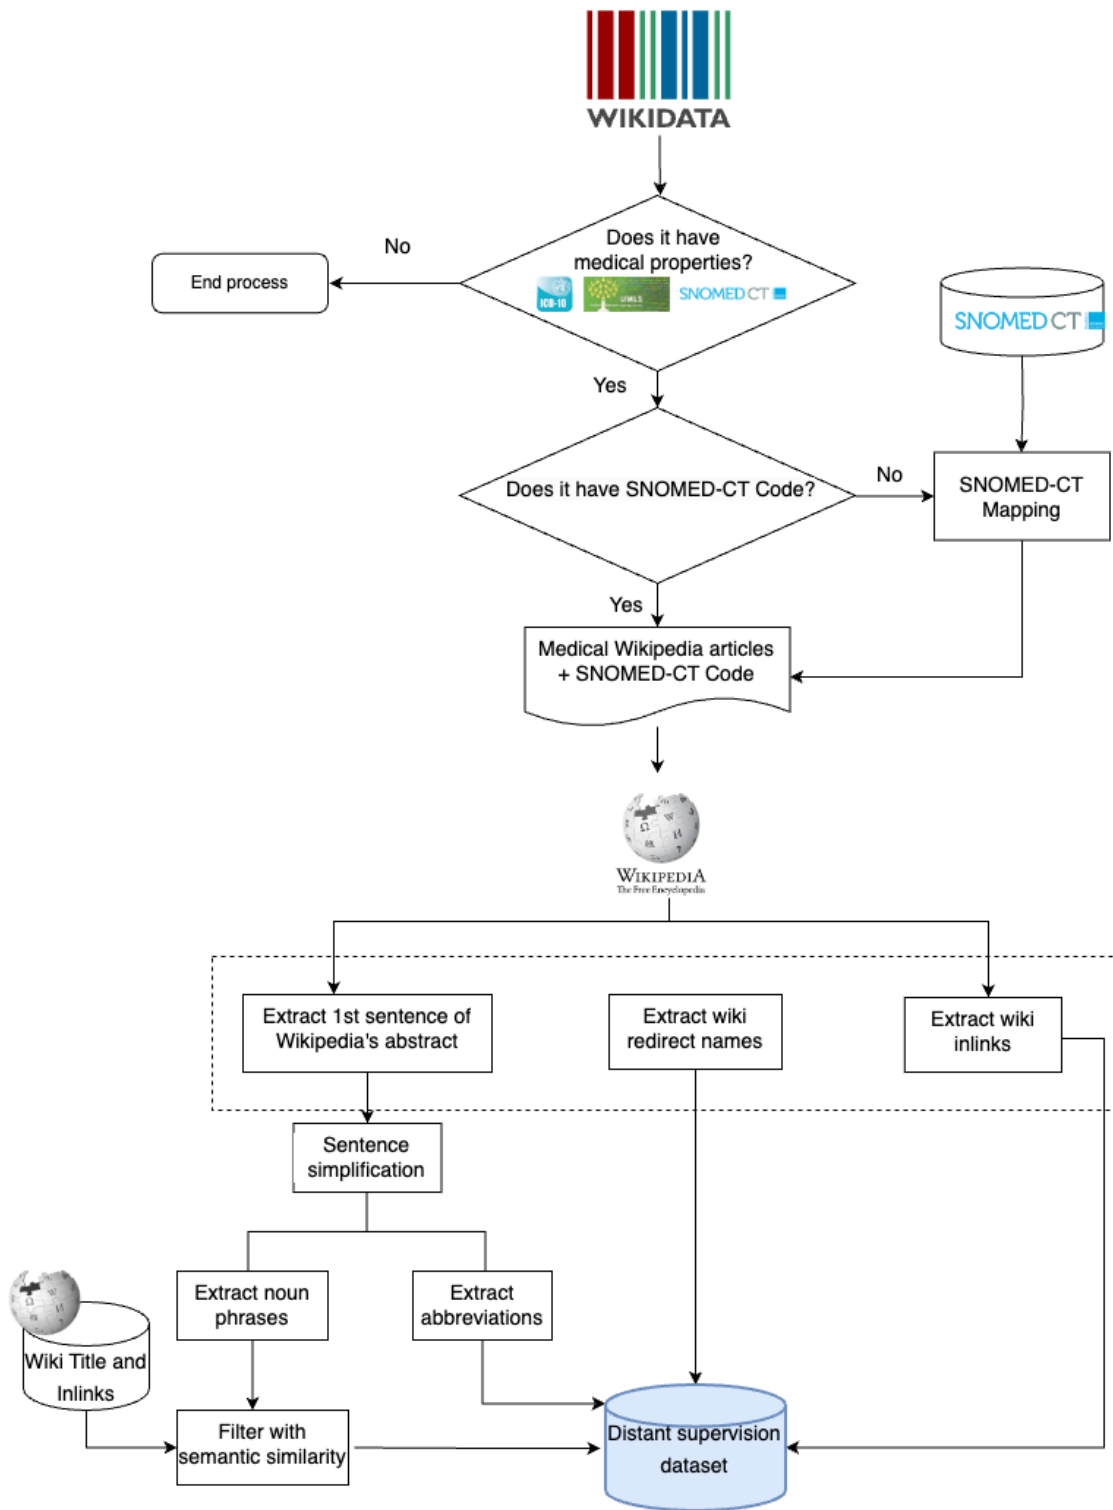 WIKIDATA
Does it have
medical properties?
No
End process
ICD-10
UMLS
SNOMED CT
SNOMED CT
Yes
Does it have SNOMED-CT Code?
No
SNOMED-CT
Mapping
Yes
Medical Wikipedia articles
+ SNOMED-CT Code
WIKIPEDIA
The Free Encyclopedia
Extract 1st sentence of
Wikipedia's abstract
Extract wiki
redirect names
Extract wiki
inlinks
Sentence
simplification
Extract noun
phrases
Extract
abbreviations
Wiki Title and
Inlinks
Filter with
semantic similarity
Distant supervision
dataset